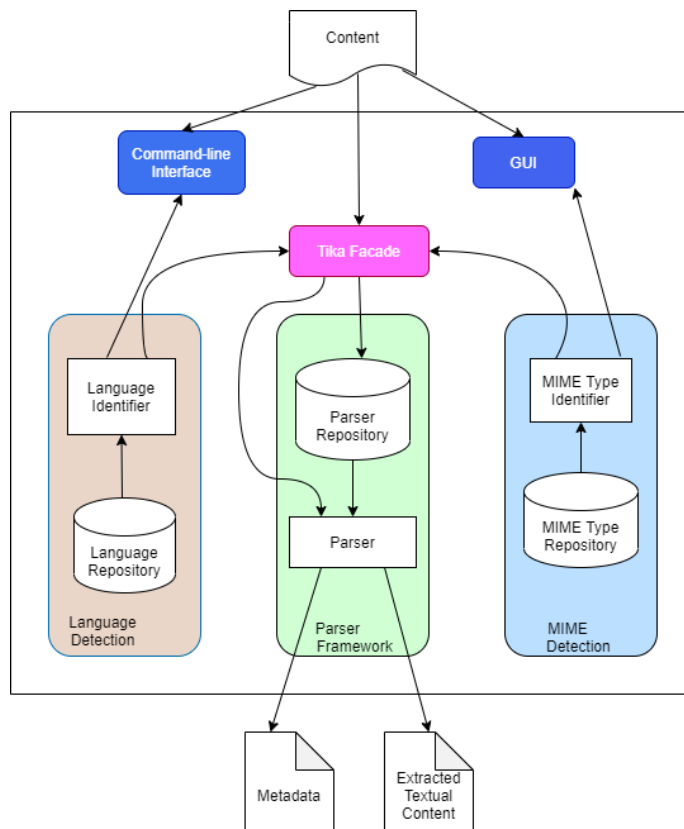 Content
Command-line
Interface
GUI
Tika Facade
Language
Identifier
Parser
Repository
MIME Type
Identifier
Language
Repository
Parser
MIME Type
Repository
Language
Detection
Parser
Framework
MIME
Detection
Metadata
Extracted
Textual
Content